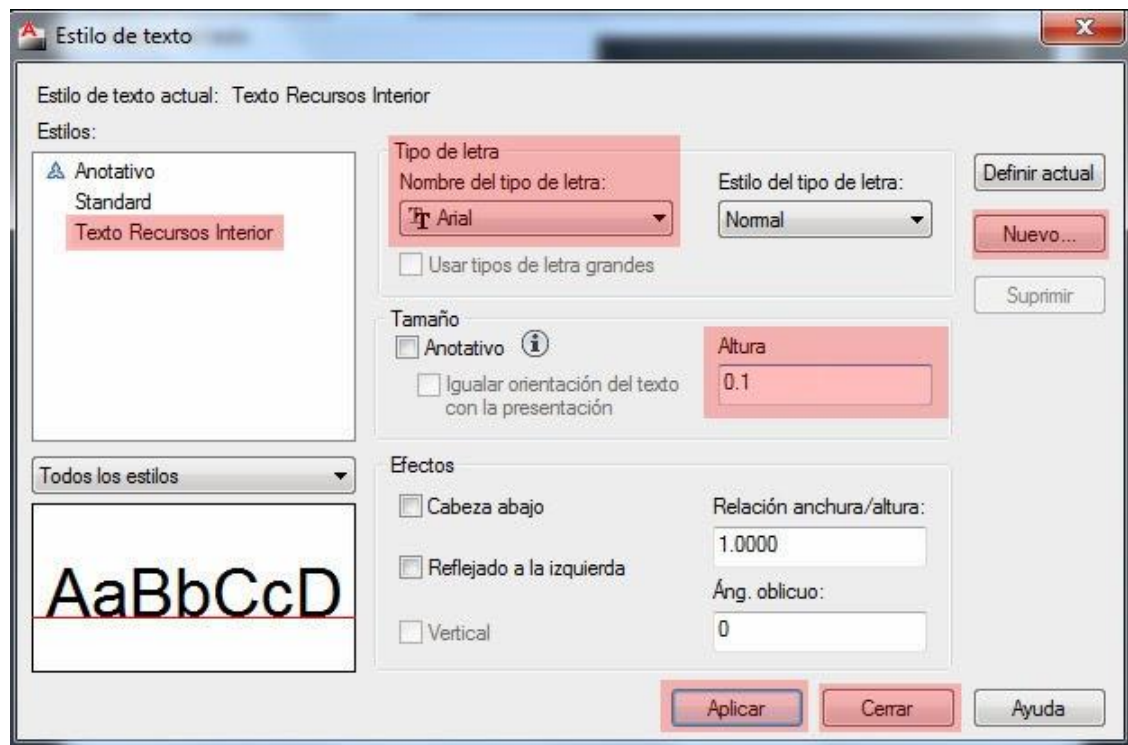 Estilo de texto
X
Estilo de texto actual: Texto Recursos Interior
Estilos:
Anotativo
Standard
Texto Recursos Interior
Todos los estilos
AaBbCcD
Tipo de letra
Nombre del tipo de letra:
Arial
Usar tipos de letra grandes
Estilo del tipo de letra:
Normal
Tamaño
Anotativo
Igualar orientación del texto
con la presentación
Altura
0.1
Efectos
Cabeza abajo
Reflejado a la izquierda
Vertical
Relación anchura/altura:
1.0000
Áng. oblicuo:
0
Definir actual
Nuevo...
Suprimir
Aplicar
Cerrar
Ayuda